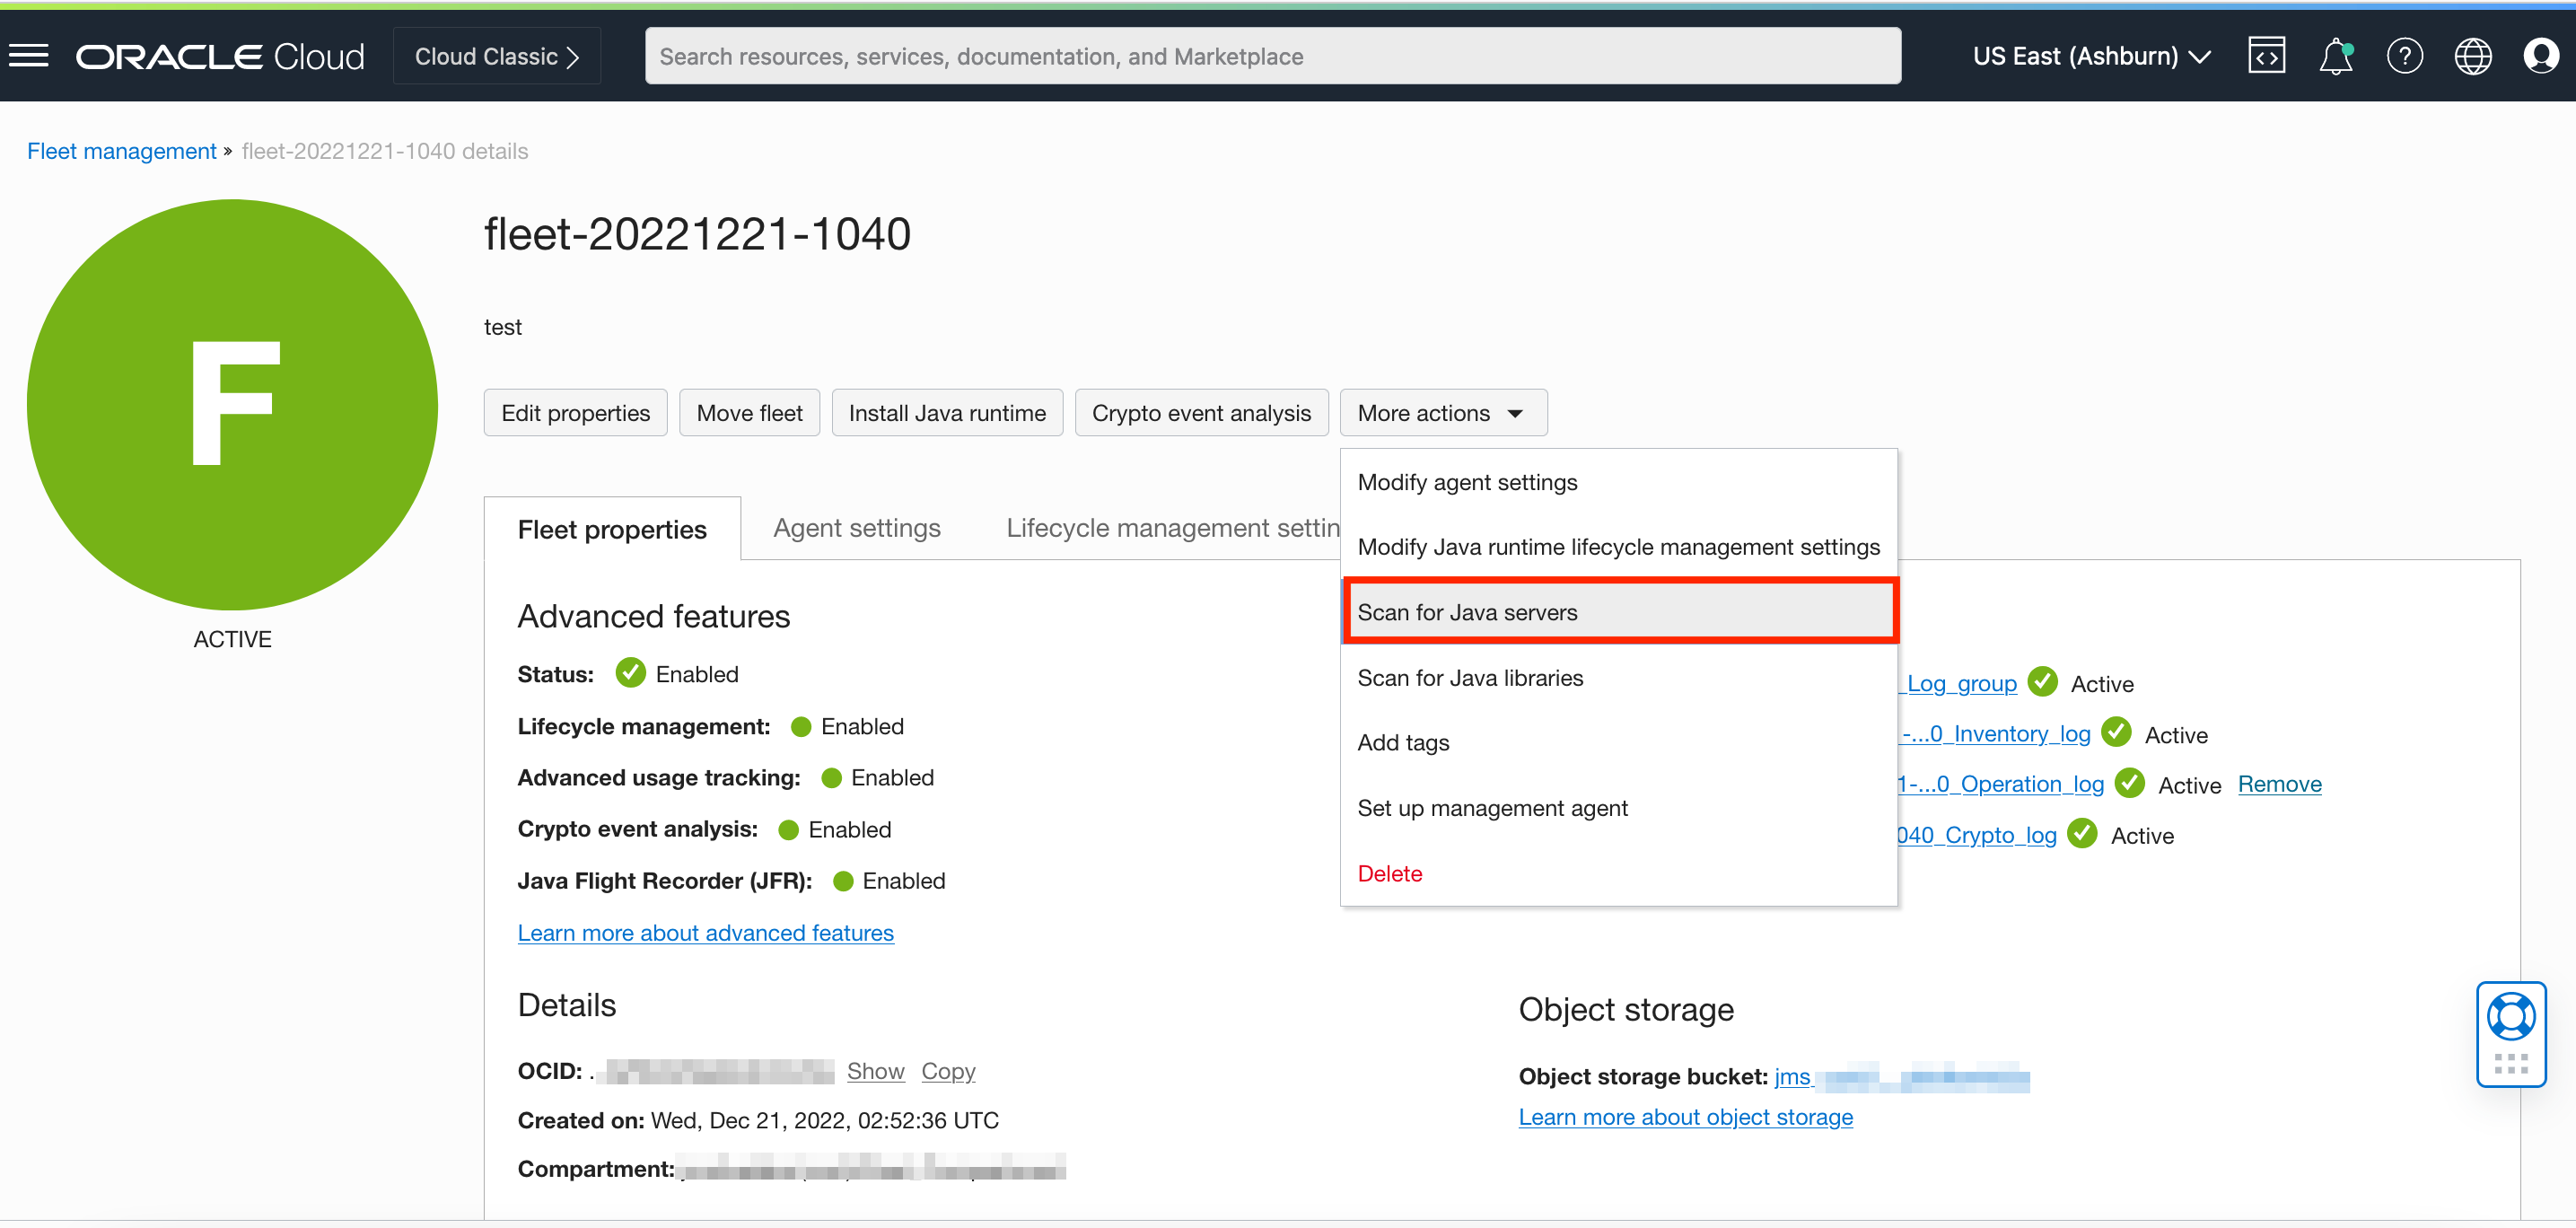 ORACLE Cloud
Cloud Classic
Search resources, services, documentation, and Marketplace
US East (Ashburn)
Fleet management » fleet-20221221-1040 details
F
ACTIVE
fleet-20221221-1040
test
Edit properties
Move fleet
Install Java runtime
Crypto event analysis
More actions
Modify agent settings
Modify Java runtime lifecycle management settings
Scan for Java servers
Scan for Java libraries
Add tags
Set up management agent
Delete
Fleet properties
Agent settings
Lifecycle management settin
Advanced features
Status: Enabled
Lifecycle management: Enabled
Advanced usage tracking: Enabled
Crypto event analysis: Enabled
Java Flight Recorder (JFR): Enabled
Learn more about advanced features
_Log_group Active
-...0_Inventory_log Active
1-...0_Operation_log Active Remove
040_Crypto_log Active
Details
OCID: . Show Copy
Created on: Wed, Dec 21, 2022, 02:52:36 UTC
Compartment:
Object storage
Object storage bucket: jms_
Learn more about object storage